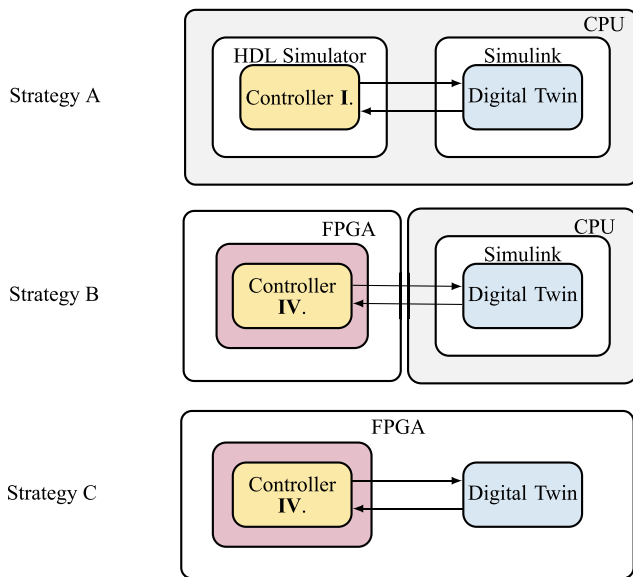 CPU
HDL Simulator
Simulink
Strategy A
Controller I.
Digital Twin
FPGA
CPU
Simulink
Strategy B
Controller
IV.
Digital Twin
FPGA
Strategy C
Controller
IV.
Digital Twin